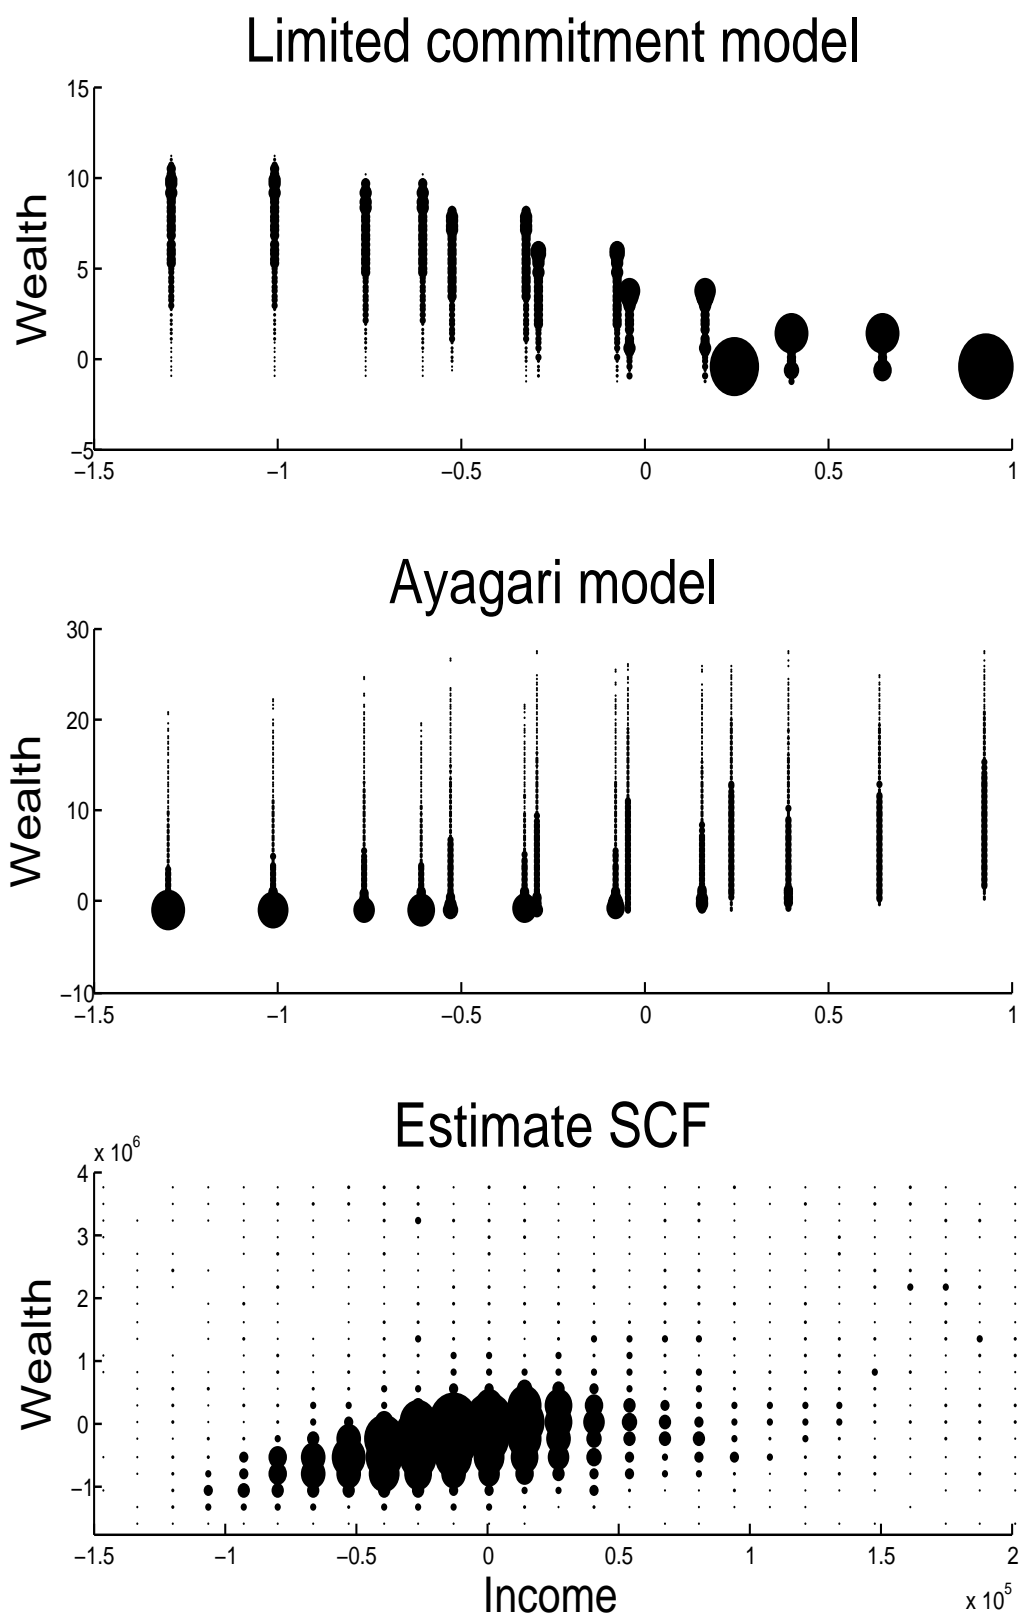 Limited commitment model
15
10
5
0
−5
Wealth
−1.5 −1 −0.5 0 0.5 1
Ayagari model
30
20
10
0
−10
Wealth
−1.5 −1 −0.5 0 0.5 1
Estimate SCF
x 10^6
4
3
2
1
0
−1
Wealth
−1.5 −1 −0.5 0 0.5 1 1.5 2
Income
x 10^5